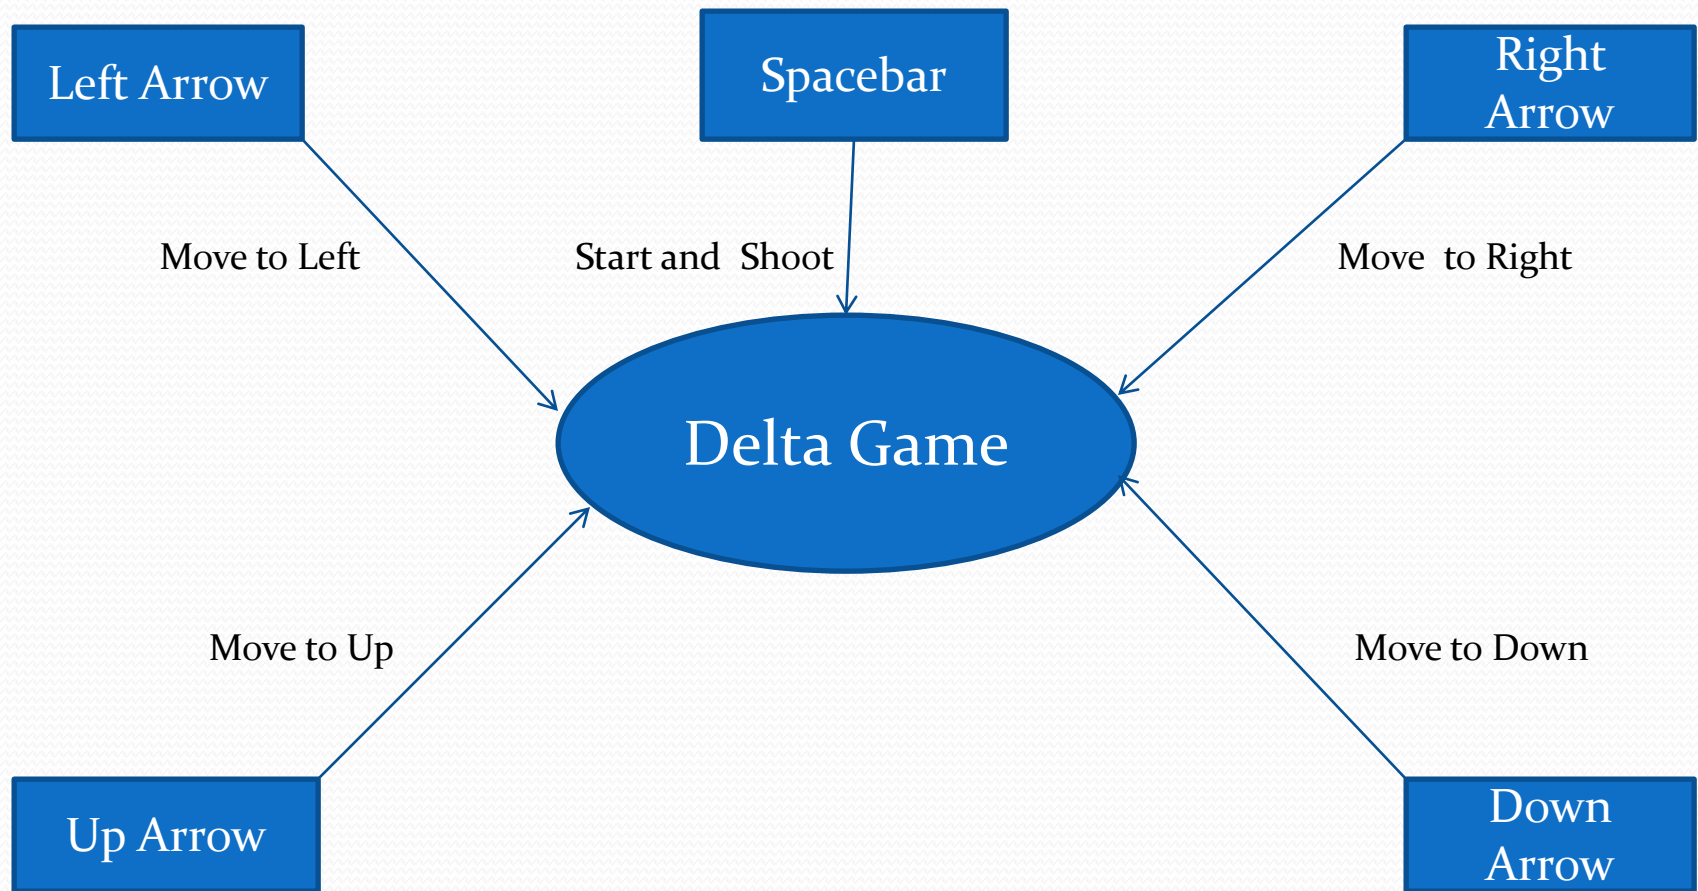 Left Arrow
Spacebar
Right
Arrow
Move to Left
Start and  Shoot
Move  to Right
Delta Game
Move to Up
Move to Down
Up Arrow
Down
Arrow